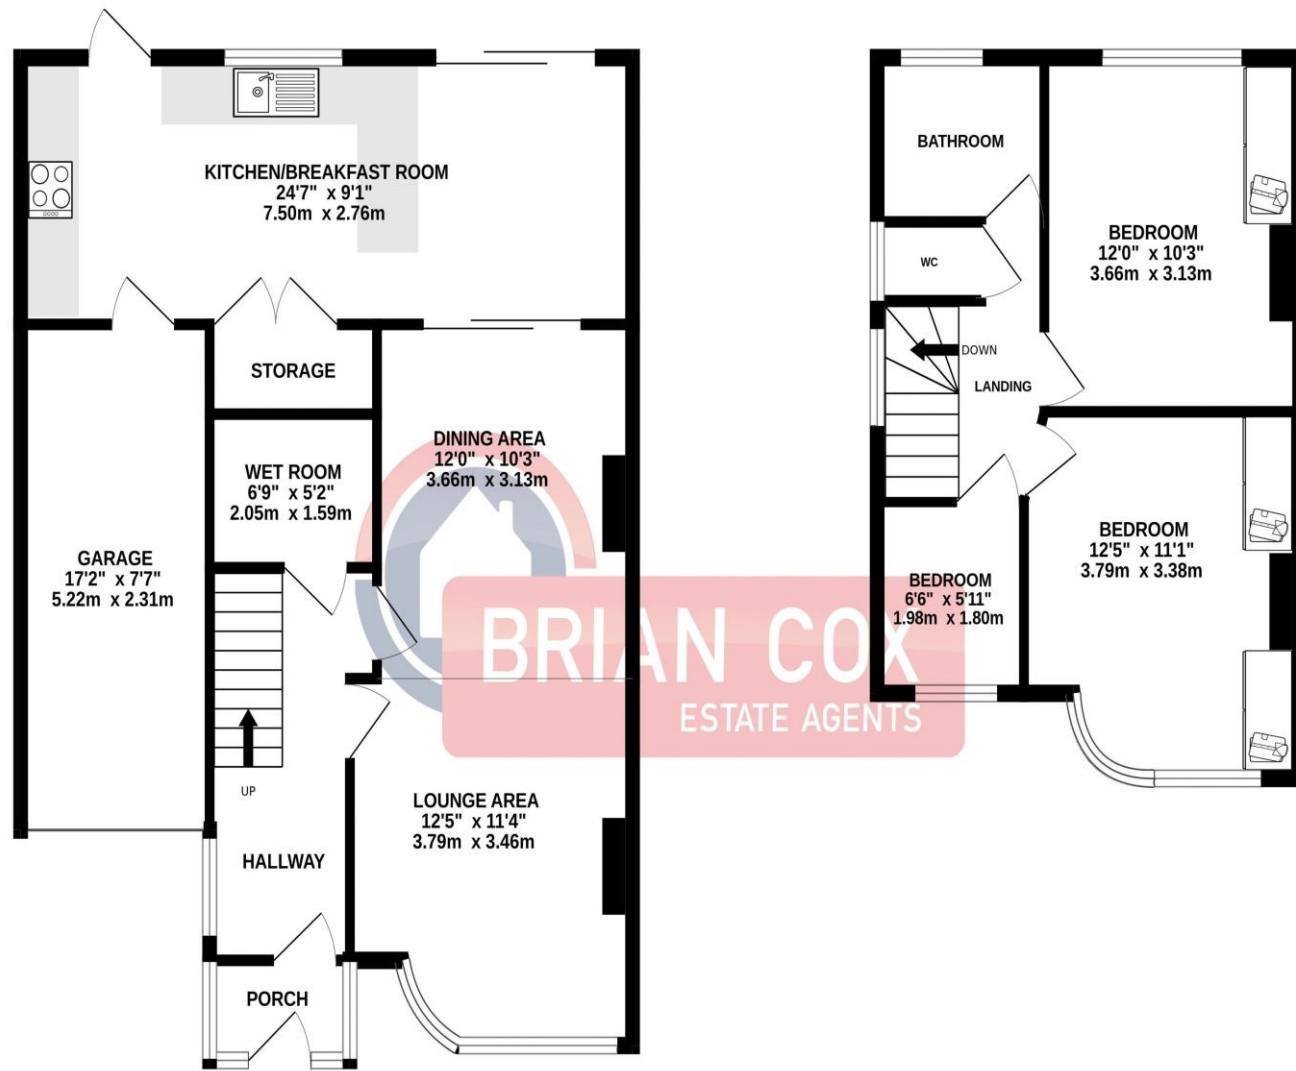 KITCHEN/BREAKFAST ROOM
24'7" x 9'1"
7.50m x 2.76m
STORAGE
WET ROOM
6'9" x 5'2"
2.05m x 1.59m
DINING AREA
12'0" x 10'3"
3.66m x 3.13m
GARAGE
17'2" x 7'7"
5.22m x 2.31m
UP
HALLWAY
LOUNGE AREA
12'5" x 11'4"
3.79m x 3.46m
PORCH
BRIAN COX
ESTATE AGENTS
BATHROOM
WC
BEDROOM
12'0" x 10'3"
3.66m x 3.13m
DOWN
LANDING
BEDROOM
12'5" x 11'1"
3.79m x 3.38m
BEDROOM
6'6" x 5'11"
1.98m x 1.80m